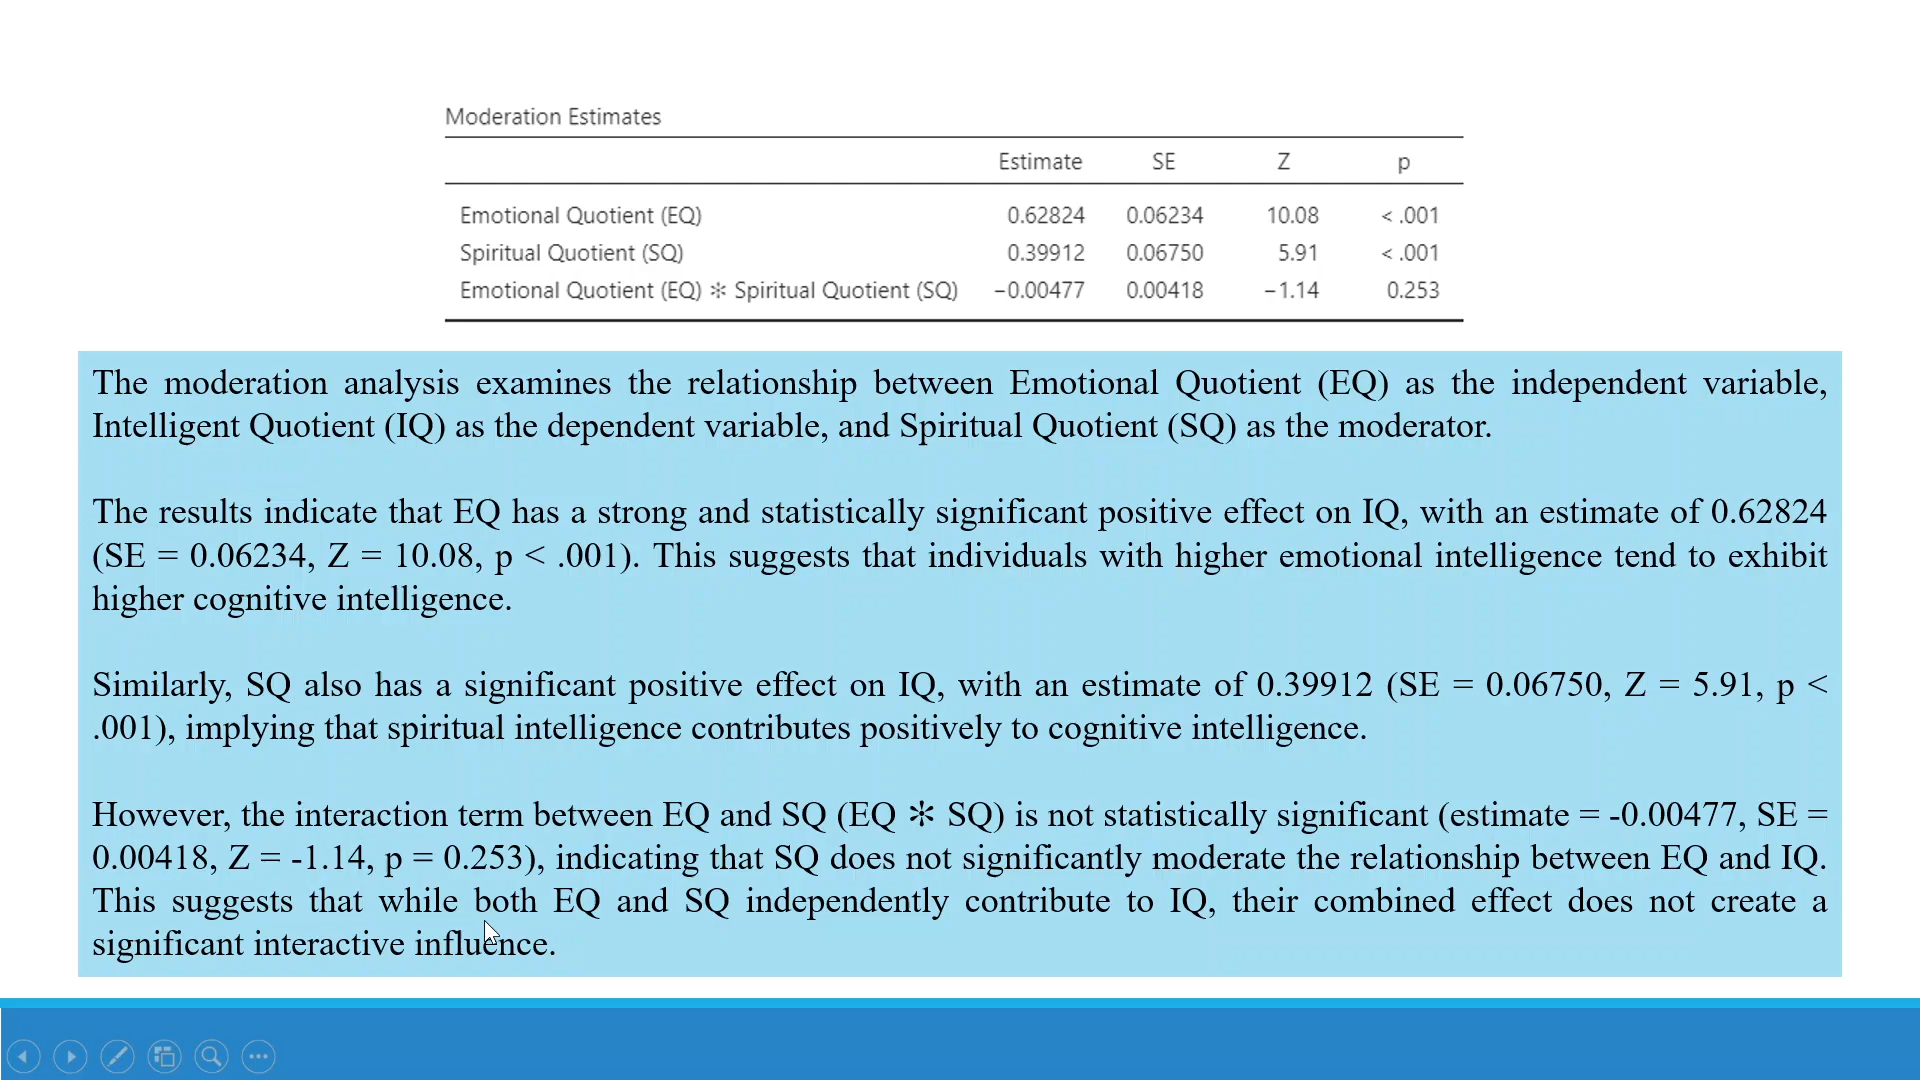 Moderation Estimates
Estimate SE Z p
Emotional Quotient (EQ) 0.62824 0.06234 10.08 < .001
Spiritual Quotient (SQ) 0.39912 0.06750 5.91 < .001
Emotional Quotient (EQ) ✻ Spiritual Quotient (SQ) −0.00477 0.00418 −1.14 0.253
The moderation analysis examines the relationship between Emotional Quotient (EQ) as the independent variable,
Intelligent Quotient (IQ) as the dependent variable, and Spiritual Quotient (SQ) as the moderator.
The results indicate that EQ has a strong and statistically significant positive effect on IQ, with an estimate of 0.62824
(SE = 0.06234, Z = 10.08, p < .001). This suggests that individuals with higher emotional intelligence tend to exhibit
higher cognitive intelligence.
Similarly, SQ also has a significant positive effect on IQ, with an estimate of 0.39912 (SE = 0.06750, Z = 5.91, p <
.001), implying that spiritual intelligence contributes positively to cognitive intelligence.
However, the interaction term between EQ and SQ (EQ ✻ SQ) is not statistically significant (estimate = -0.00477, SE =
0.00418, Z = -1.14, p = 0.253), indicating that SQ does not significantly moderate the relationship between EQ and IQ.
This suggests that while both EQ and SQ independently contribute to IQ, their combined effect does not create a
significant interactive influence.